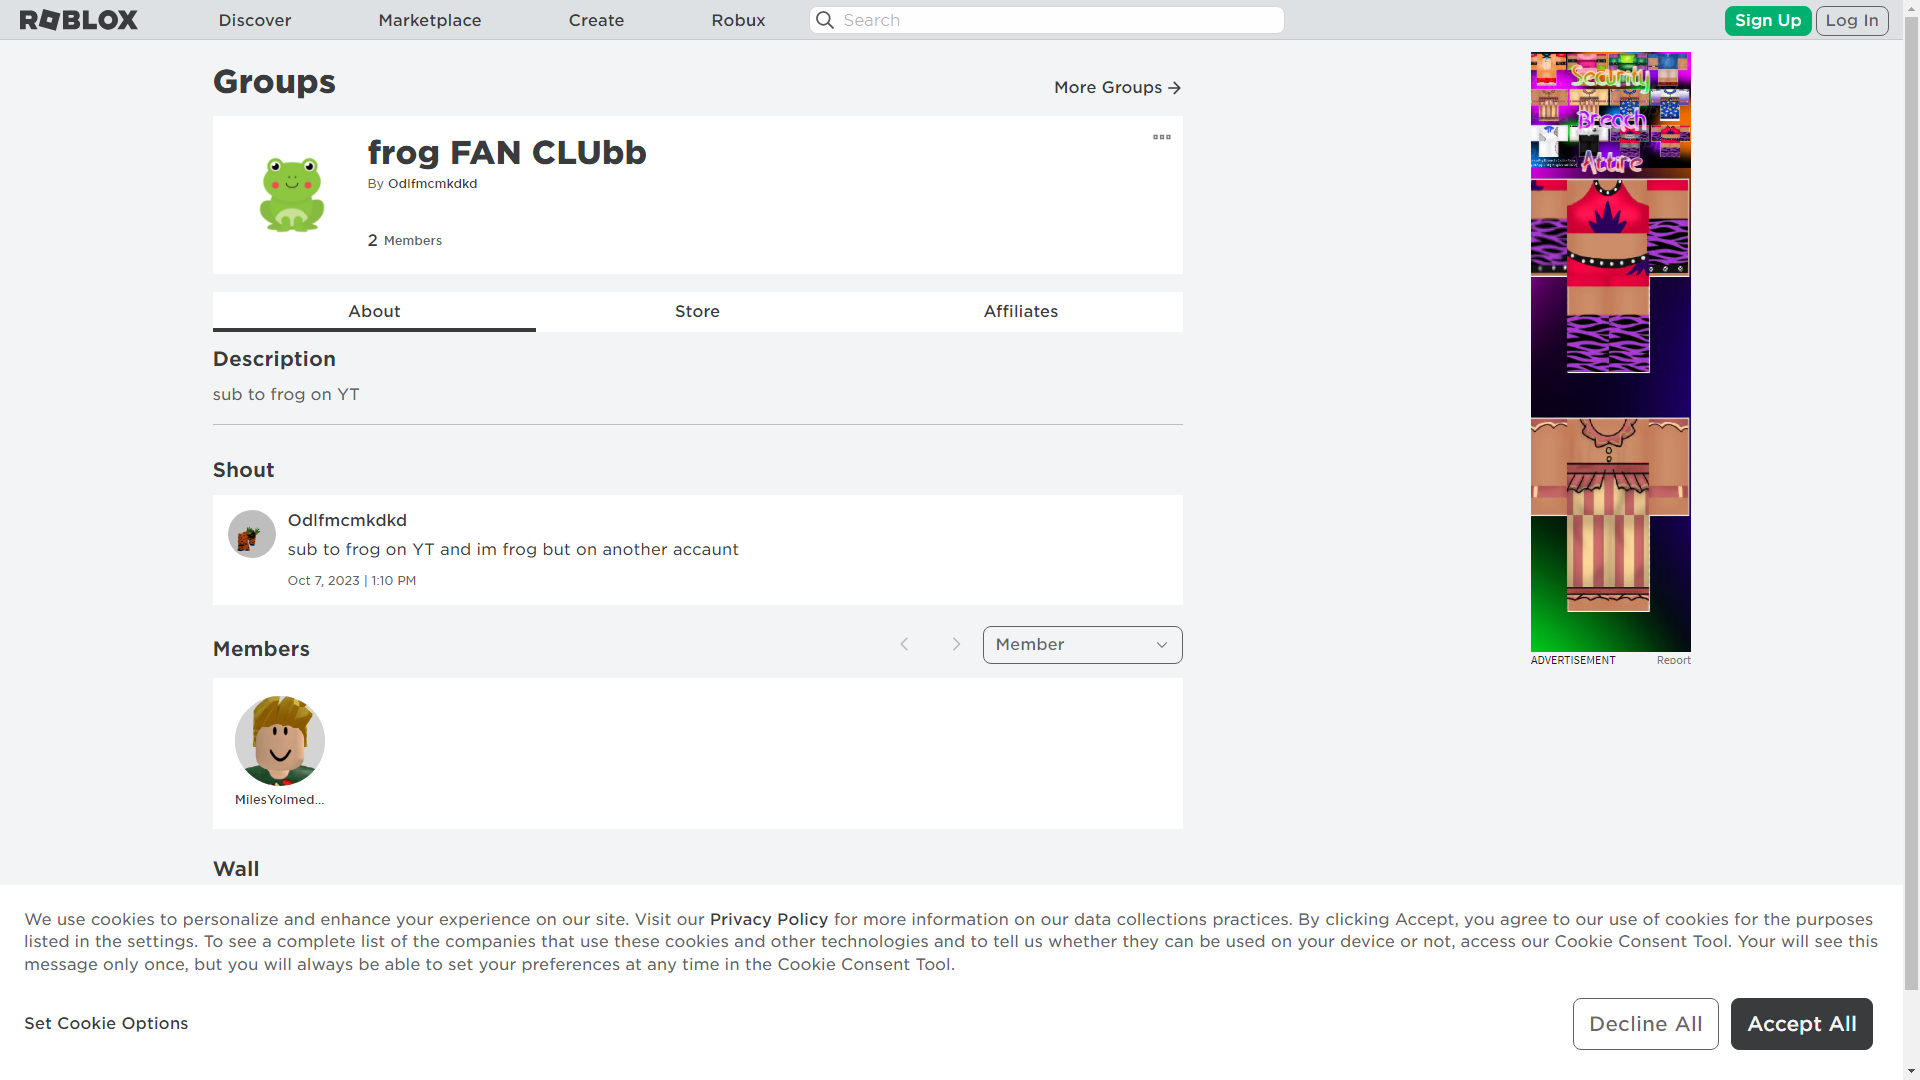 ROBLOX
Discover
Marketplace
Create
Robux
Search
Sign Up
Log In
Groups
More Groups
frog FAN CLUbb
By Odlfmcmkdkd
2 Members
About
Store
Affiliates
Description
sub to frog on YT
Shout
Odlfmcmkdkd
sub to frog on YT and im frog but on another accaunt
Oct 7, 2023 | 1:10 PM
Members
Member
MilesYolmed...
Wall
Security
Breach
Attire
ADVERTISEMENT
Report
We use cookies to personalize and enhance your experience on our site. Visit our Privacy Policy for more information on our data collections practices. By clicking Accept, you agree to our use of cookies for the purposes
listed in the settings. To see a complete list of the companies that use these cookies and other technologies and to tell us whether they can be used on your device or not, access our Cookie Consent Tool. Your will see this
message only once, but you will always be able to set your preferences at any time in the Cookie Consent Tool.
Set Cookie Options
Decline All
Accept All